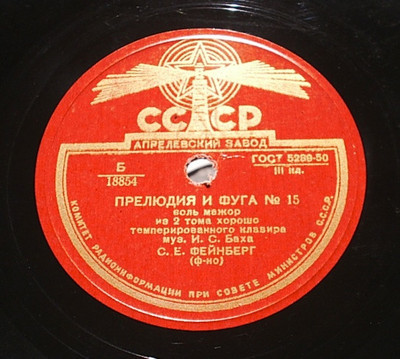 СССР
АПРЕЛЕВСКИЙ ЗАВОД
Б
18854
ГОСТ 5289-50
III кл.
ПРЕЛЮДИЯ И ФУГА № 15
соль мажор
из 2 тома хорошо
темперированного клавира
муз. И. С. Баха
С. Е. ФЕЙНБЕРГ
(ф-но)
КОМИТЕТ РАДИОИНФОРМАЦИИ ПРИ СОВЕТЕ МИНИСТРОВ С.С.С.Р.